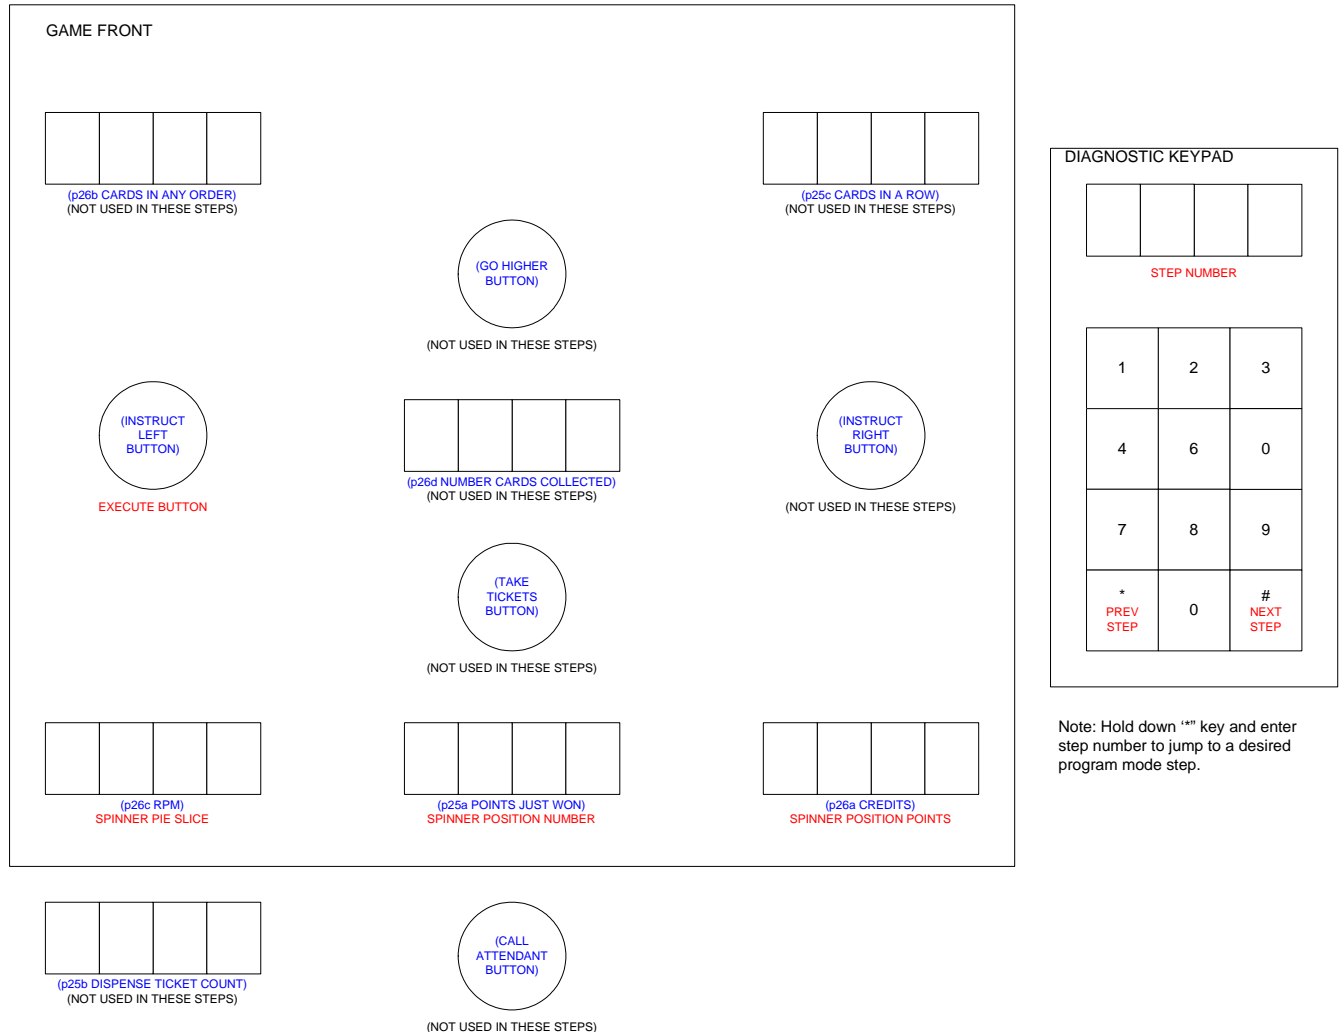 GAME FRONT
(p26b CARDS IN ANY ORDER)
(NOT USED IN THESE STEPS)
(p25c CARDS IN A ROW)
(NOT USED IN THESE STEPS)
(GO HIGHER
BUTTON)
(NOT USED IN THESE STEPS)
(INSTRUCT
LEFT
BUTTON)
EXECUTE BUTTON
(p26d NUMBER CARDS COLLECTED)
(NOT USED IN THESE STEPS)
(INSTRUCT
RIGHT
BUTTON)
(NOT USED IN THESE STEPS)
(TAKE
TICKETS
BUTTON)
(NOT USED IN THESE STEPS)
(p26c RPM)
SPINNER PIE SLICE
(p25a POINTS JUST WON)
SPINNER POSITION NUMBER
(p26a CREDITS)
SPINNER POSITION POINTS
(p25b DISPENSE TICKET COUNT)
(NOT USED IN THESE STEPS)
(CALL
ATTENDANT
BUTTON)
(NOT USED IN THESE STEPS)
DIAGNOSTIC KEYPAD
STEP NUMBER
1 2 3
4 6 0
7 8 9
* 0 #
PREV
STEP
NEXT
STEP
Note: Hold down ‘*” key and enter
step number to jump to a desired
program mode step.